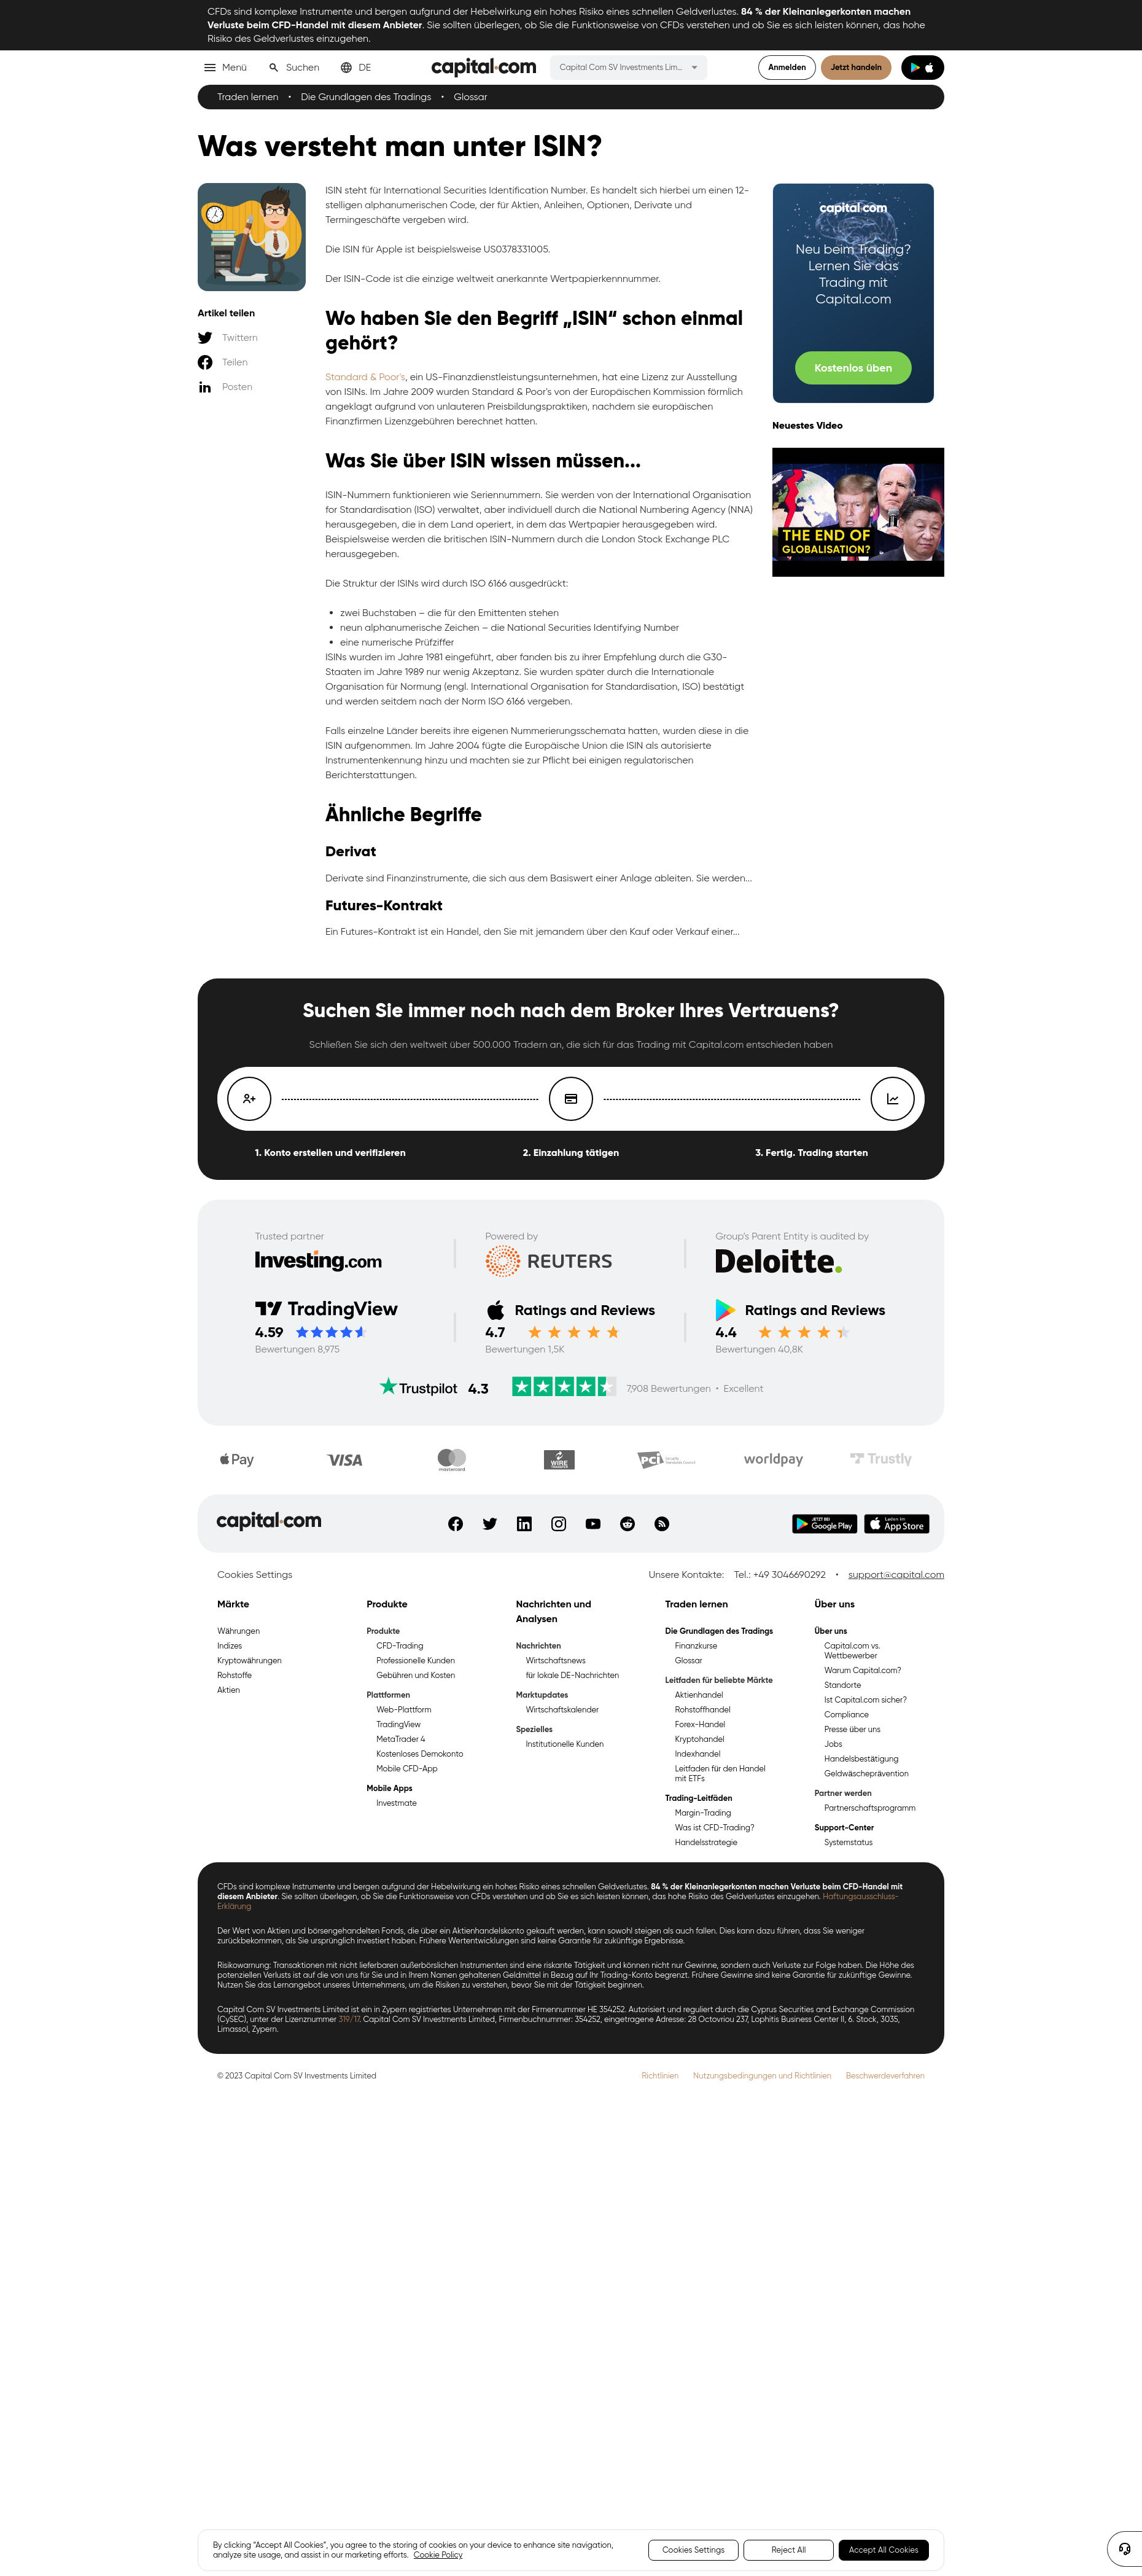 CFDs sind komplexe Instrumente und bergen aufgrund der Hebelwirkung ein hohes Risiko eines schnellen Geldverlustes. 84 % der Kleinanlegerkonten machen
Verluste beim CFD-Handel mit diesem Anbieter. Sie sollten überlegen, ob Sie die Funktionsweise von CFDs verstehen und ob Sie es sich leisten können, das hohe
Risiko des Geldverlustes einzugehen.
Menü
Suchen
DE
capital.com
Capital Com SV Investments Lim...
Anmelden
Jetzt handeln
Traden lernen • Die Grundlagen des Tradings • Glossar
Was versteht man unter ISIN?
Artikel teilen
Twittern
Teilen
Posten
ISIN steht für International Securities Identification Number. Es handelt sich hierbei um einen 12-
stelligen alphanumerischen Code, der für Aktien, Anleihen, Optionen, Derivate und
Termingeschäfte vergeben wird.
Die ISIN für Apple ist beispielsweise US0378331005.
Der ISIN-Code ist die einzige weltweit anerkannte Wertpapierkennnummer.
Wo haben Sie den Begriff „ISIN“ schon einmal
gehört?
Standard & Poor's, ein US-Finanzdienstleistungsunternehmen, hat eine Lizenz zur Ausstellung
von ISINs. Im Jahre 2009 wurden Standard & Poor's von der Europäischen Kommission förmlich
angeklagt aufgrund von unlauteren Preisbildungspraktiken, nachdem sie europäischen
Finanzfirmen Lizenzgebühren berechnet hatten.
Was Sie über ISIN wissen müssen...
ISIN-Nummern funktionieren wie Seriennummern. Sie werden von der International Organisation
for Standardisation (ISO) verwaltet, aber individuell durch die National Numbering Agency (NNA)
herausgegeben, die in dem Land operiert, in dem das Wertpapier herausgegeben wird.
Beispielsweise werden die britischen ISIN-Nummern durch die London Stock Exchange PLC
herausgegeben.
Die Struktur der ISINs wird durch ISO 6166 ausgedrückt:
• zwei Buchstaben – die für den Emittenten stehen
• neun alphanumerische Zeichen – die National Securities Identifying Number
• eine numerische Prüfziffer
ISINs wurden im Jahre 1981 eingeführt, aber fanden bis zu ihrer Empfehlung durch die G30-
Staaten im Jahre 1989 nur wenig Akzeptanz. Sie wurden später durch die Internationale
Organisation für Normung (engl. International Organisation for Standardisation, ISO) bestätigt
und werden seitdem nach der Norm ISO 6166 vergeben.
Falls einzelne Länder bereits ihre eigenen Nummerierungsschemata hatten, wurden diese in die
ISIN aufgenommen. Im Jahre 2004 fügte die Europäische Union die ISIN als autorisierte
Instrumentenkennung hinzu und machten sie zur Pflicht bei einigen regulatorischen
Berichterstattungen.
Ähnliche Begriffe
Derivat
Derivate sind Finanzinstrumente, die sich aus dem Basiswert einer Anlage ableiten. Sie werden...
Futures-Kontrakt
Ein Futures-Kontrakt ist ein Handel, den Sie mit jemandem über den Kauf oder Verkauf einer...
capital.com
Neu beim Trading?
Lernen Sie das
Trading mit
Capital.com
Kostenlos üben
Neuestes Video
THE END OF
GLOBALISATION?
Suchen Sie immer noch nach dem Broker Ihres Vertrauens?
Schließen Sie sich den weltweit über 500.000 Tradern an, die sich für das Trading mit Capital.com entschieden haben
1. Konto erstellen und verifizieren
2. Einzahlung tätigen
3. Fertig. Trading starten
Trusted partner
Investing.com
Powered by
REUTERS
Group's Parent Entity is audited by
Deloitte.
TradingView
4.59
Bewertungen 8,975
Ratings and Reviews
4.7
Bewertungen 1,5K
Ratings and Reviews
4.4
Bewertungen 40,8K
Trustpilot 4.3
7,908 Bewertungen • Excellent
Pay
VISA
mastercard
WIRE
PCI
worldpay
Trustly
capital.com
JETZT BEI
Google Play
Laden im
App Store
Cookies Settings
Unsere Kontakte: Tel.: +49 3046690292 • support@capital.com
Märkte
Währungen
Indizes
Kryptowährungen
Rohstoffe
Aktien
Produkte
Produkte
CFD-Trading
Professionelle Kunden
Gebühren und Kosten
Plattformen
Web-Plattform
TradingView
MetaTrader 4
Kostenloses Demokonto
Mobile CFD-App
Mobile Apps
Investmate
Nachrichten und
Analysen
Nachrichten
Wirtschaftsnews
für lokale DE-Nachrichten
Marktupdates
Wirtschaftskalender
Spezielles
Institutionelle Kunden
Traden lernen
Die Grundlagen des Tradings
Finanzkurse
Glossar
Leitfaden für beliebte Märkte
Aktienhandel
Rohstoffhandel
Forex-Handel
Kryptohandel
Indexhandel
Leitfaden für den Handel
mit ETFs
Trading-Leitfäden
Margin-Trading
Was ist CFD-Trading?
Handelsstrategie
Über uns
Über uns
Capital.com vs.
Wettbewerber
Warum Capital.com?
Standorte
Ist Capital.com sicher?
Compliance
Presse über uns
Jobs
Handelsbestätigung
Geldwäscheprävention
Partner werden
Partnerschaftsprogramm
Support-Center
Systemstatus
CFDs sind komplexe Instrumente und bergen aufgrund der Hebelwirkung ein hohes Risiko eines schnellen Geldverlustes. 84 % der Kleinanlegerkonten machen Verluste beim CFD-Handel mit
diesem Anbieter. Sie sollten überlegen, ob Sie die Funktionsweise von CFDs verstehen und ob Sie es sich leisten können, das hohe Risiko des Geldverlustes einzugehen. Haftungsausschluss-
Erklärung
Der Wert von Aktien und börsengehandelten Fonds, die über ein Aktienhandelskonto gekauft werden, kann sowohl steigen als auch fallen. Dies kann dazu führen, dass Sie weniger
zurückbekommen, als Sie ursprünglich investiert haben. Frühere Wertentwicklungen sind keine Garantie für zukünftige Ergebnisse.
Risikowarnung: Transaktionen mit nicht lieferbaren außerbörslichen Instrumenten sind eine riskante Tätigkeit und können nicht nur Gewinne, sondern auch Verluste zur Folge haben. Die Höhe des
potenziellen Verlusts ist auf die von uns für Sie und in Ihrem Namen gehaltenen Geldmittel in Bezug auf Ihr Trading-Konto begrenzt. Frühere Gewinne sind keine Garantie für zukünftige Gewinne.
Nutzen Sie das Lernangebot unseres Unternehmens, um die Risiken zu verstehen, bevor Sie mit der Tätigkeit beginnen.
Capital Com SV Investments Limited ist ein in Zypern registriertes Unternehmen mit der Firmennummer HE 354252. Autorisiert und reguliert durch die Cyprus Securities and Exchange Commission
(CySEC), unter der Lizenznummer 319/17. Capital Com SV Investments Limited, Firmenbuchnummer: 354252, eingetragene Adresse: 28 Octovriou 237, Lophitis Business Center II, 6. Stock, 3035,
Limassol, Zypern.
© 2023 Capital Com SV Investments Limited
Richtlinien Nutzungsbedingungen und Richtlinien Beschwerdeverfahren
By clicking “Accept All Cookies”, you agree to the storing of cookies on your device to enhance site navigation,
analyze site usage, and assist in our marketing efforts. Cookie Policy
Cookies Settings
Reject All
Accept All Cookies